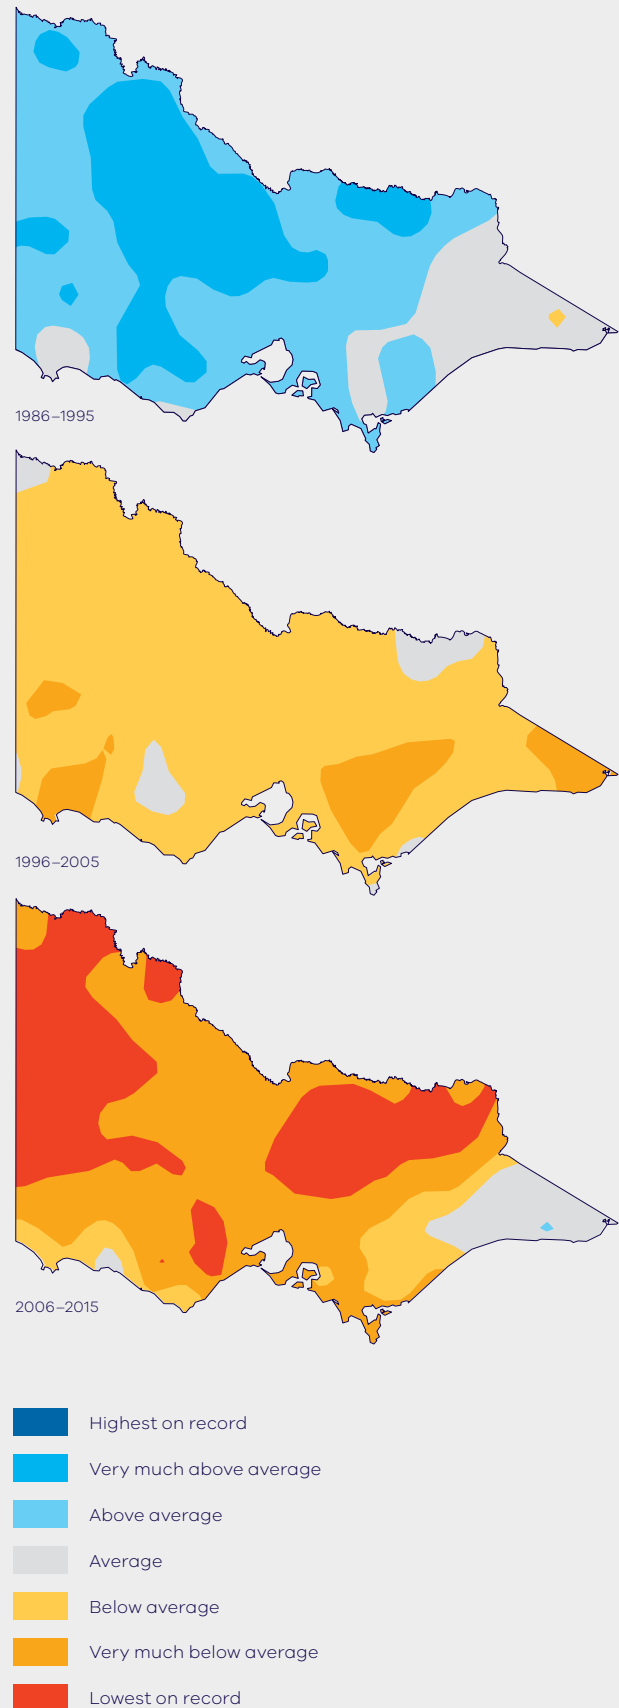 1986–1995
1996–2005
2006–2015
Highest on record
Very much above average
Above average
Average
Below average
Very much below average
Lowest on record